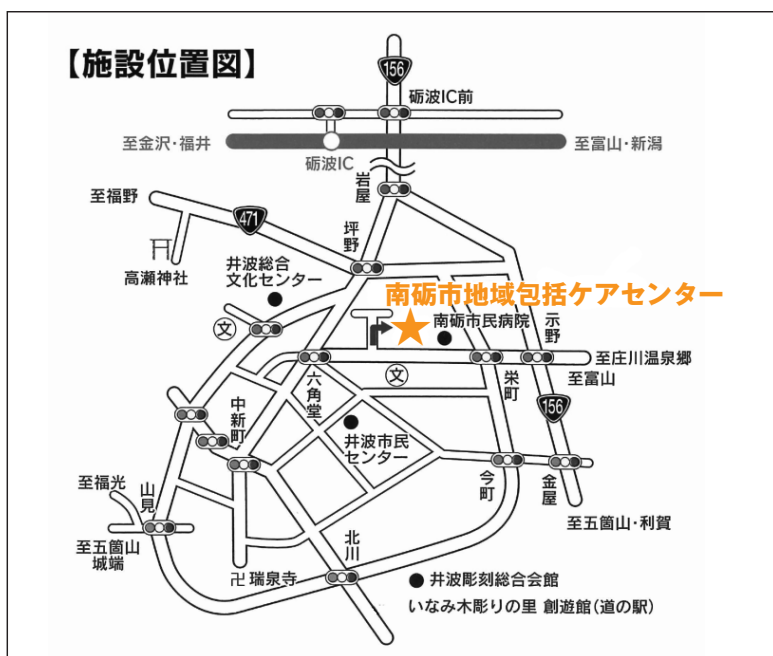 【施設位置図】
156
砺波IC前
至金沢・福井
至富山・新潟
砺波IC
岩屋
至福野
471
坪野
高瀬神社
井波総合
文化センター
南砺市地域包括ケアセンター
南砺市民病院
示野
文
至庄川温泉郷
六角堂
文
栄町
至富山
156
中新町
井波市民
センター
今町
金屋
至福光
山見
至五箇山・利賀
至五箇山
城端
北川
卍瑞泉寺
井波彫刻総合会館
いなみ木彫りの里 創遊館(道の駅)